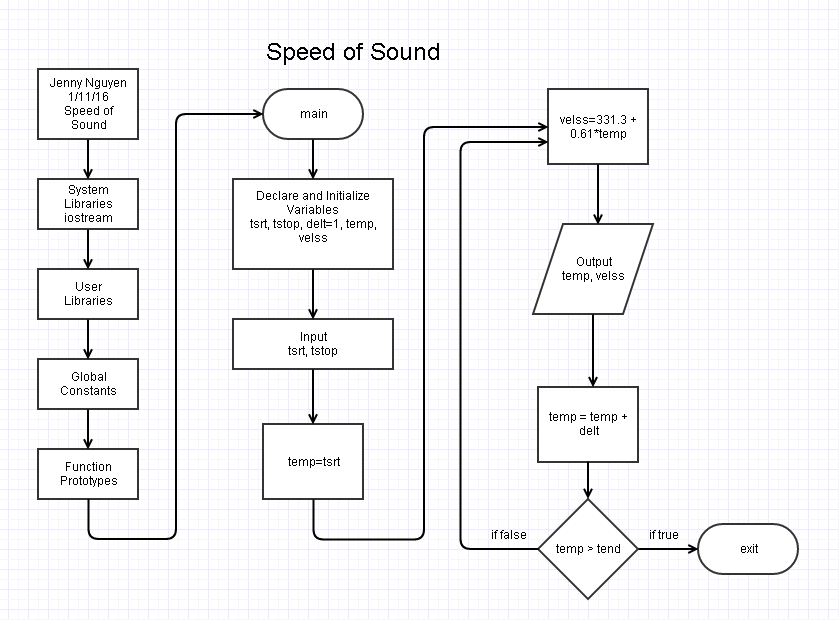 Speed of Sound
Jenny Nguyen
1/11/16
Speed of
Sound
System
Libraries
iostream
User
Libraries
Global
Constants
Function
Prototypes
main
Declare and Initialize
Variables
tsrt, tstop, delt=1, temp,
velss
Input
tsrt, tstop
temp=tsrt
velss=331.3 +
0.61*temp
Output
temp, velss
temp = temp +
delt
temp > tend
if false
if true
exit